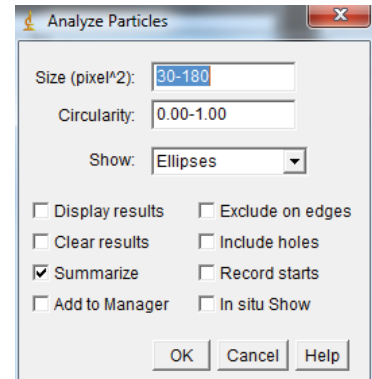 Analyze Particles
Size (pixel^2): 30-180
Circularity: 0.00-1.00
Show: Ellipses
Display results Exclude on edges
Clear results Include holes
Summarize Record starts
Add to Manager In situ Show
OK Cancel Help